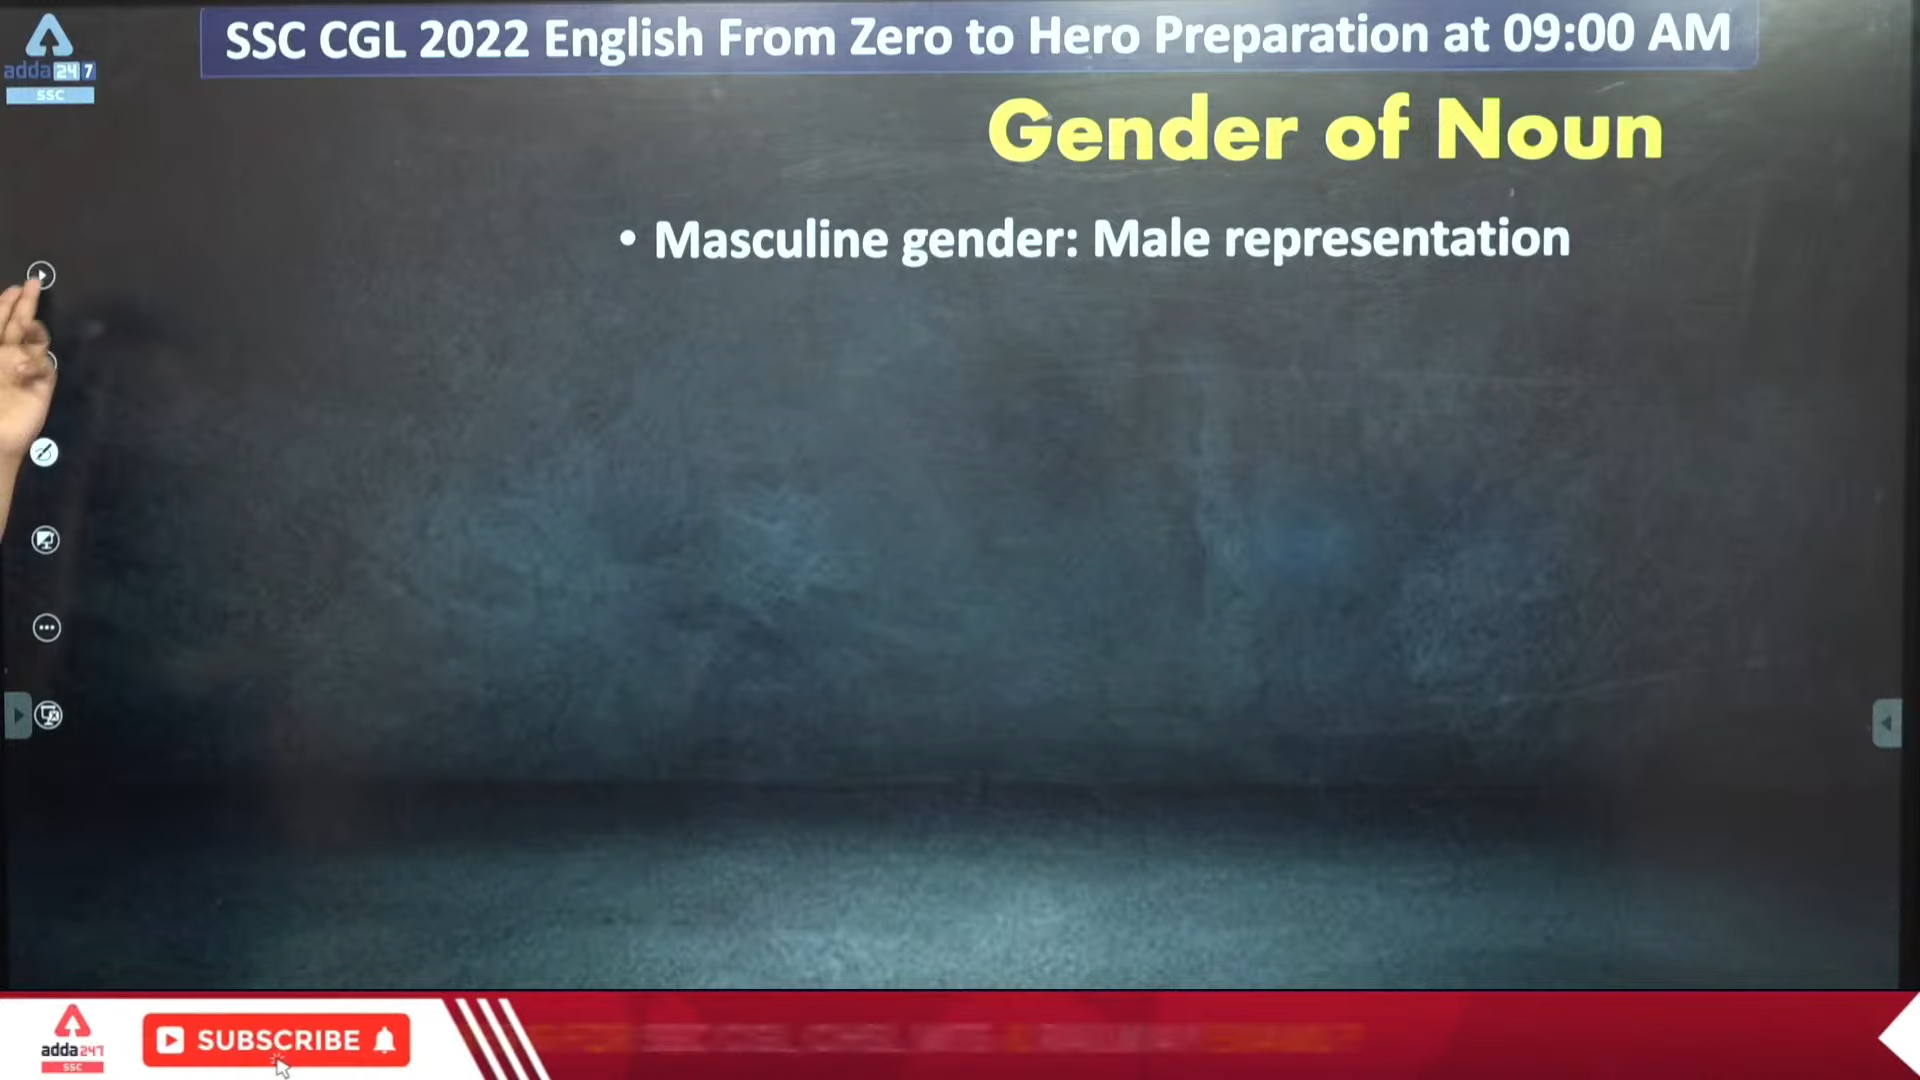 SSC CGL 2022 English From Zero to Hero Preparation at 09:00 AM
adda 24 7
SSC
Gender of Noun
• Masculine gender: Male representation
adda247
SSC
SUBSCRIBE